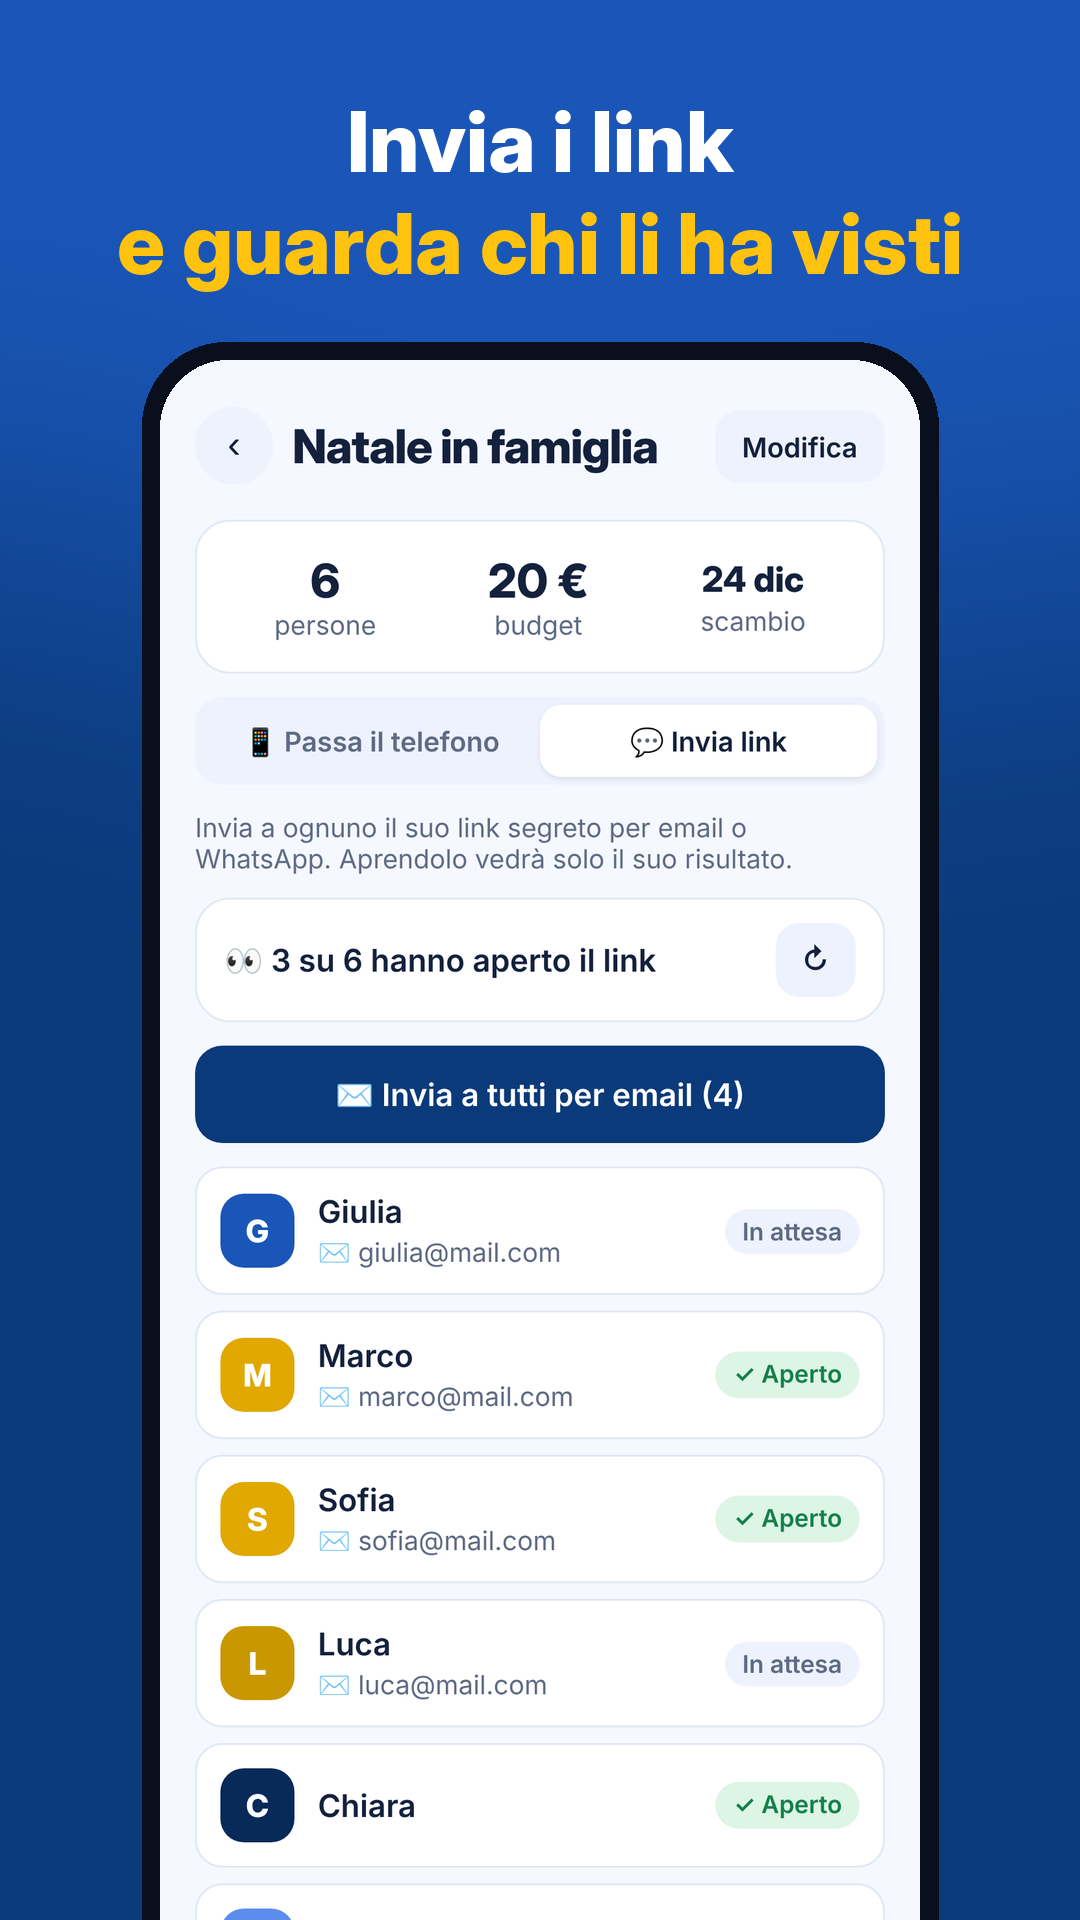 Invia i link
e guarda chi li ha visti
‹ Natale in famiglia Modifica
6 20 € 24 dic
persone budget scambio
📱 Passa il telefono 💬 Invia link
Invia a ognuno il suo link segreto per email o
WhatsApp. Aprendolo vedrà solo il suo risultato.
👀 3 su 6 hanno aperto il link ↻
✉️ Invia a tutti per email (4)
G Giulia In attesa
✉️ giulia@mail.com
M Marco ✓ Aperto
✉️ marco@mail.com
S Sofia ✓ Aperto
✉️ sofia@mail.com
L Luca In attesa
✉️ luca@mail.com
C Chiara ✓ Aperto